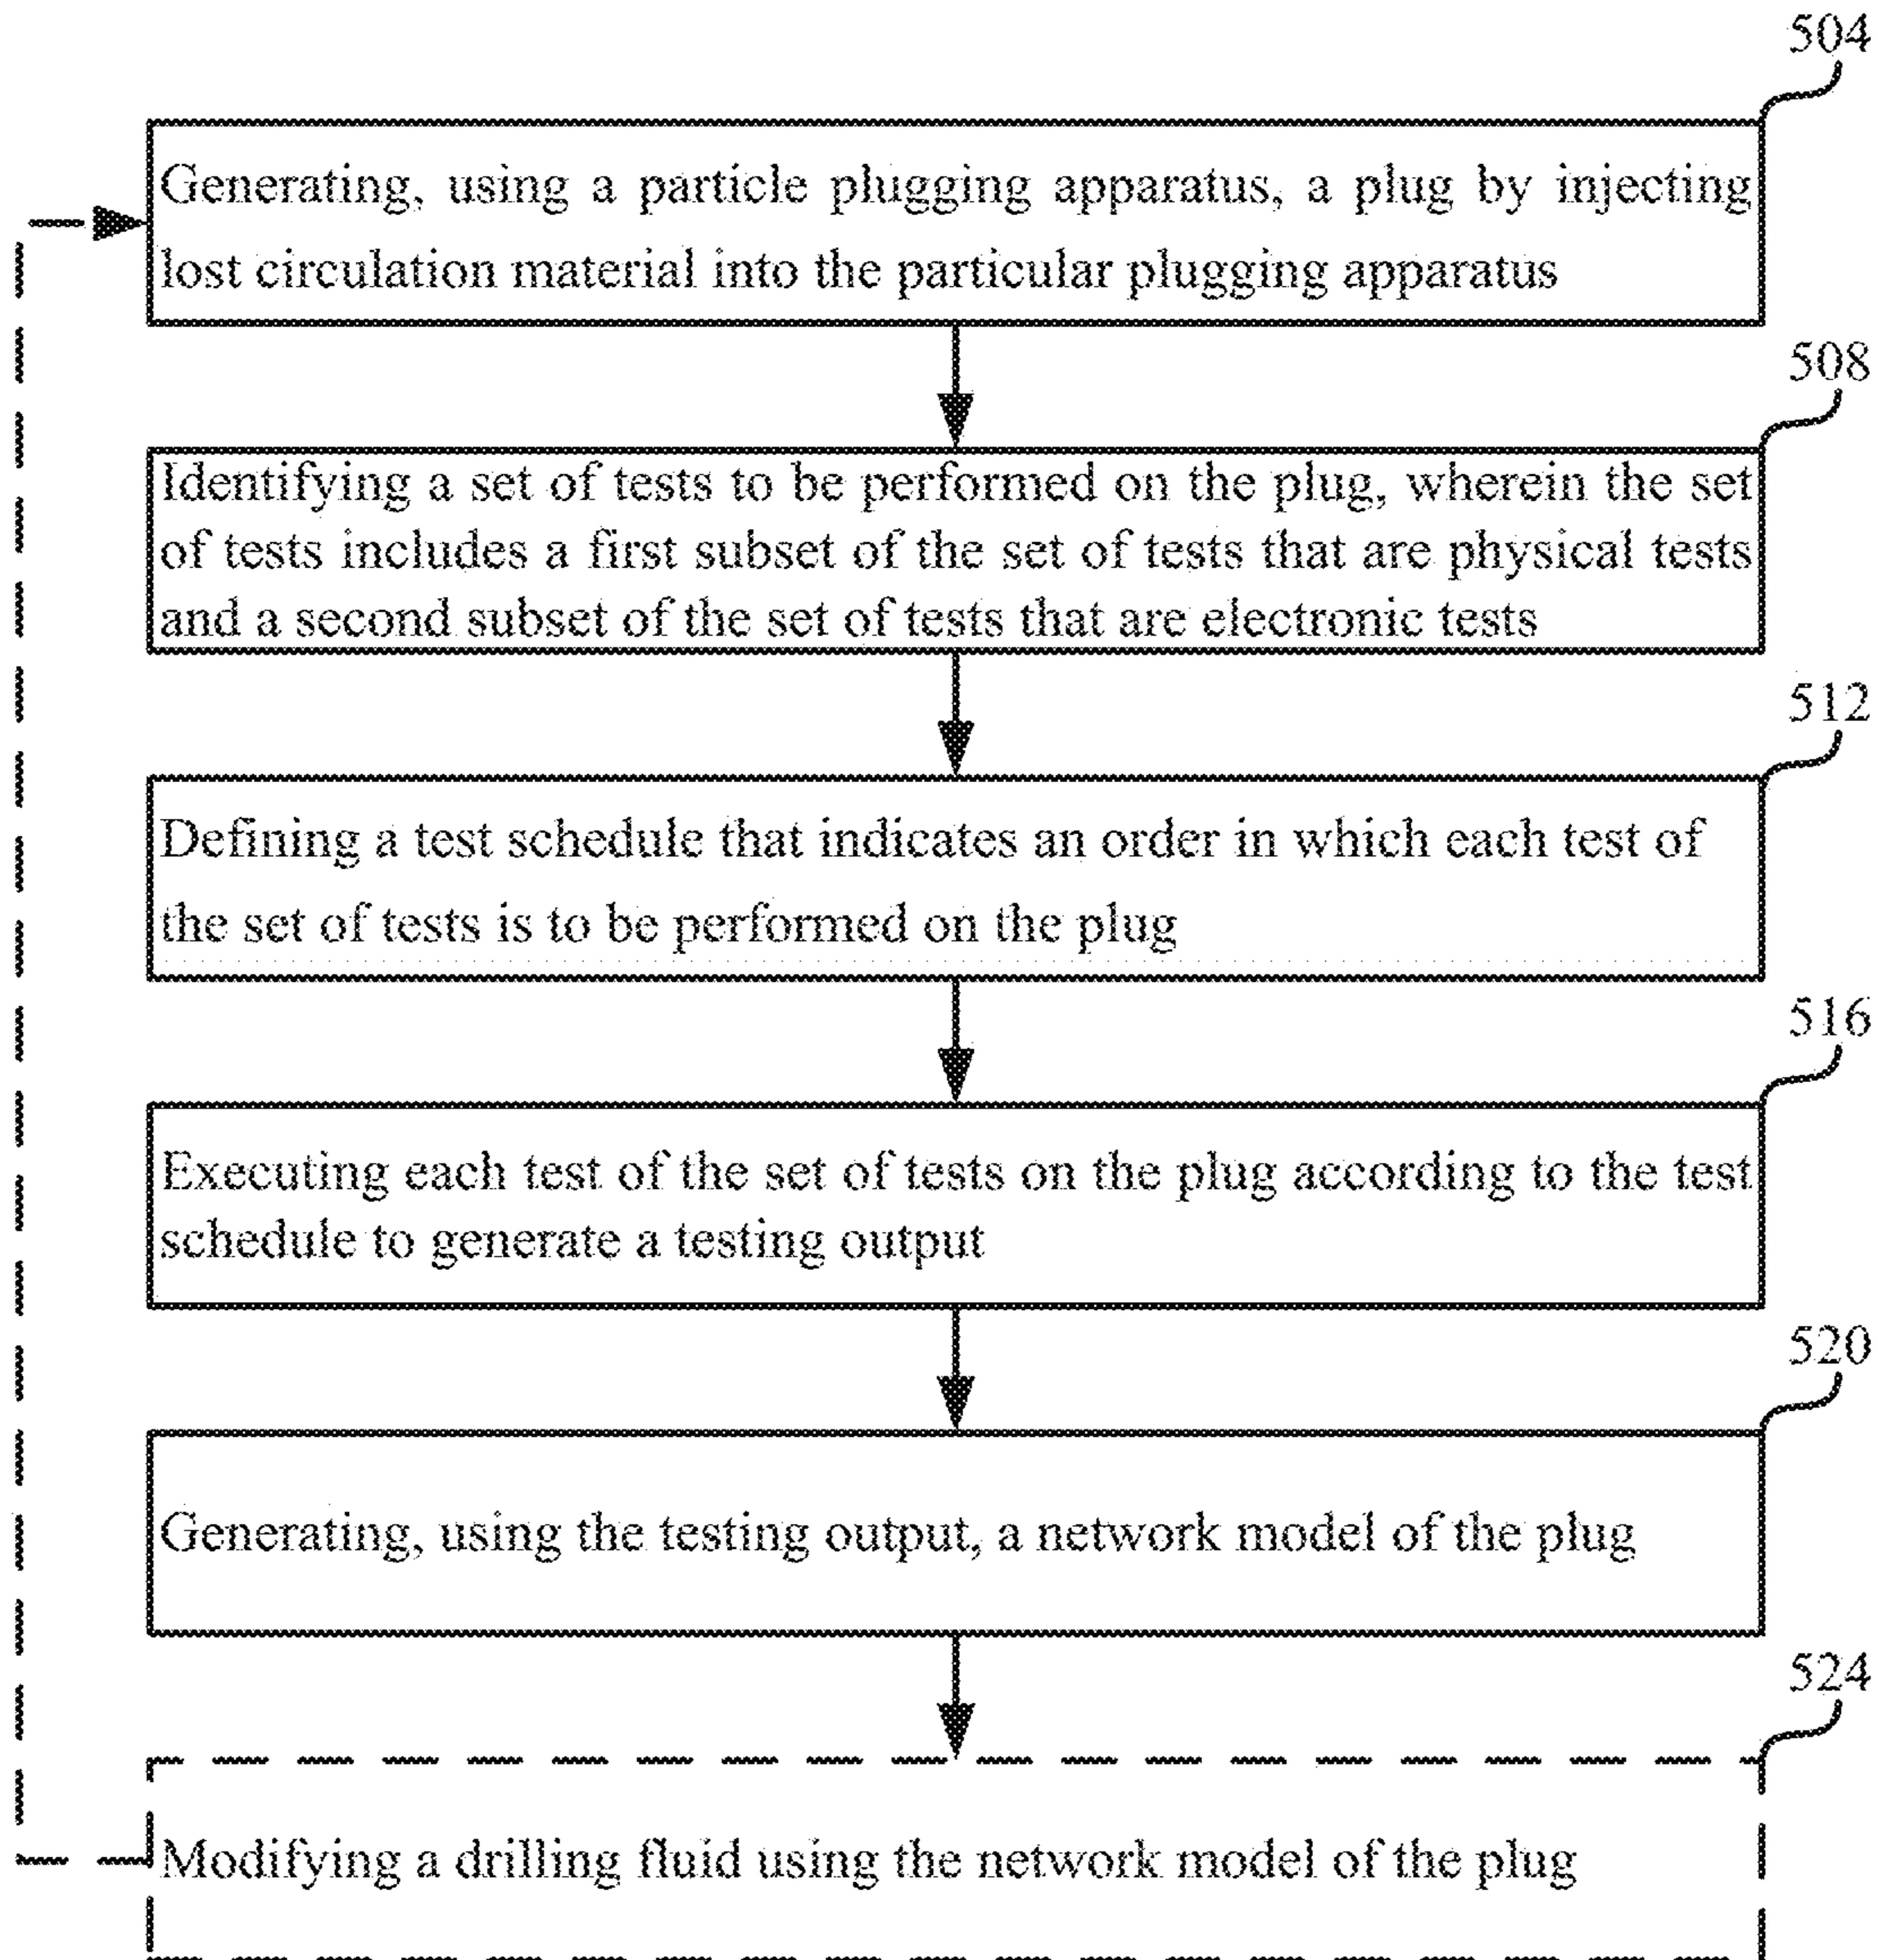 504
Generating, using a particle plugging apparatus, a plug by injecting
lost circulation material into the particular plugging apparatus
508
Identifying a set of tests to be performed on the plug, wherein the set
of tests includes a first subset of the set of tests that are physical tests
and a second subset of the set of tests that are electronic tests
512
Defining a test schedule that indicates an order in which each test of
the set of tests is to be performed on the plug
516
Executing each test of the set of tests on the plug according to the test
schedule to generate a testing output
520
Generating, using the testing output, a network model of the plug
524
Modifying a drilling fluid using the network model of the plug